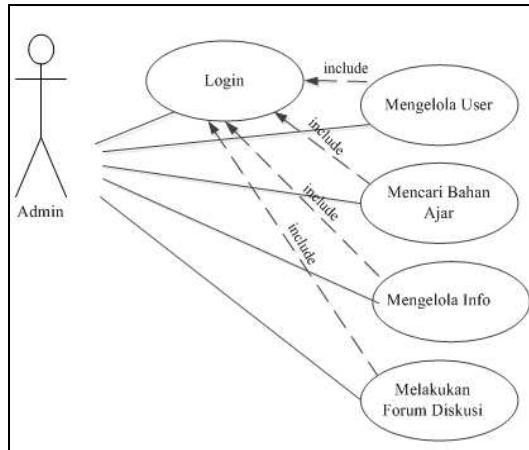 Login
include
Mengelola User
include
Mencari Bahan
Ajar
Admin
include
include
Mengelola Info
Melakukan
Forum Diskusi